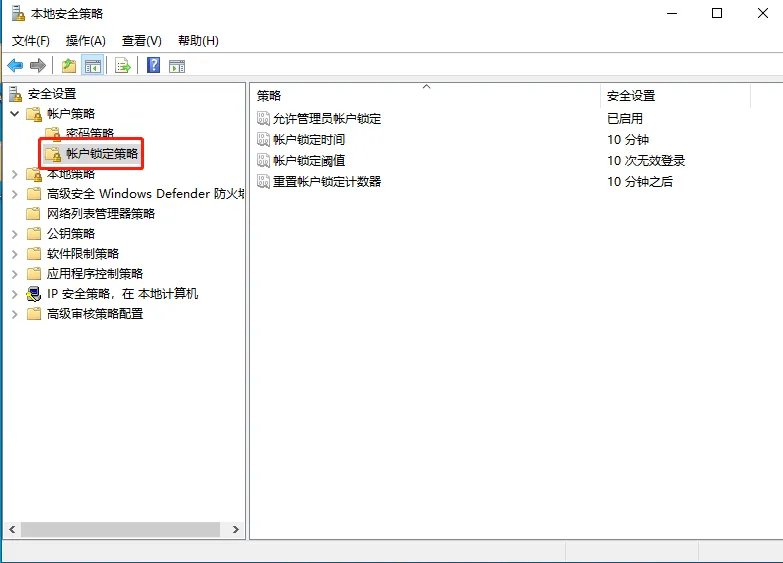 本地安全策略
文件(F) 操作(A) 查看(V) 帮助(H)
安全设置
帐户策略
密码策略
帐户锁定策略
本地策略
高级安全 Windows Defender 防火墙
网络列表管理器策略
公钥策略
软件限制策略
应用程序控制策略
IP 安全策略，在 本地计算机
高级审核策略配置
策略 安全设置
允许管理员帐户锁定 已启用
帐户锁定时间 10 分钟
帐户锁定阈值 10 次无效登录
重置帐户锁定计数器 10 分钟之后